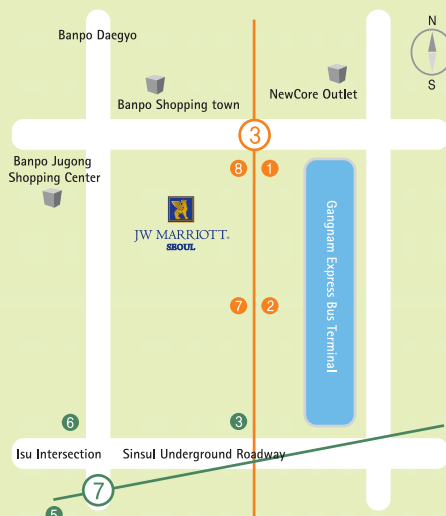 Banpo Daegyo
N
S
NewCore Outlet
Banpo Shopping town
3
Banpo Jugong
Shopping Center
8
1
JW MARRIOTT®
SEOUL
Gangnam Express Bus Terminal
7
2
6
3
Isu Intersection
Sinsul Underground Roadway
7
5